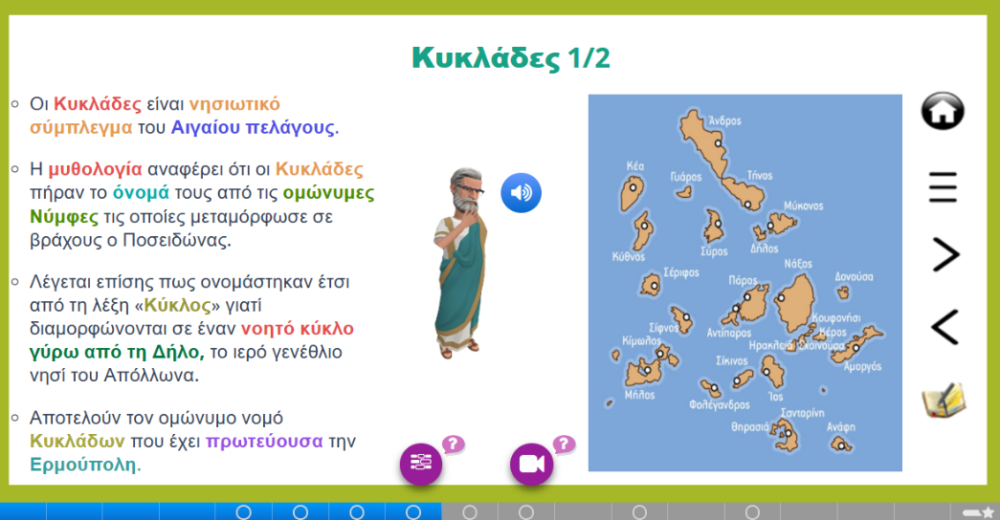 Κυκλάδες 1/2
Οι Κυκλάδες είναι νησιωτικό
σύμπλεγμα του Αιγαίου πελάγους.
Η μυθολογία αναφέρει ότι οι Κυκλάδες
πήραν το όνομά τους από τις ομώνυμες
Νύμφες τις οποίες μεταμόρφωσε σε
βράχους ο Ποσειδώνας.
Λέγεται επίσης πως ονομάστηκαν έτσι
από τη λέξη «Κύκλος» γιατί
διαμορφώνονται σε έναν νοητό κύκλο
γύρω από τη Δήλο, το ιερό γενέθλιο
νησί του Απόλλωνα.
Αποτελούν τον ομώνυμο νομό
Κυκλάδων που έχει πρωτεύουσα την
Ερμούπολη.
?
?
Άνδρος
Κέα
Γυάρος
Τήνος
Μύκονος
Κύθνος
Σύρος
Δήλος
Νάξος
Σέριφος
Πάρος
Δονούσα
Κουφονήσι
Σίφνος
Αντίπαρος
Κέρος
Κίμωλος
Ηρακλειά
Σχοινούσα
Σίκινος
Αμοργός
Μήλος
Φολέγανδρος
Ίος
Σαντορίνη
Θηρασιά
Ανάφη